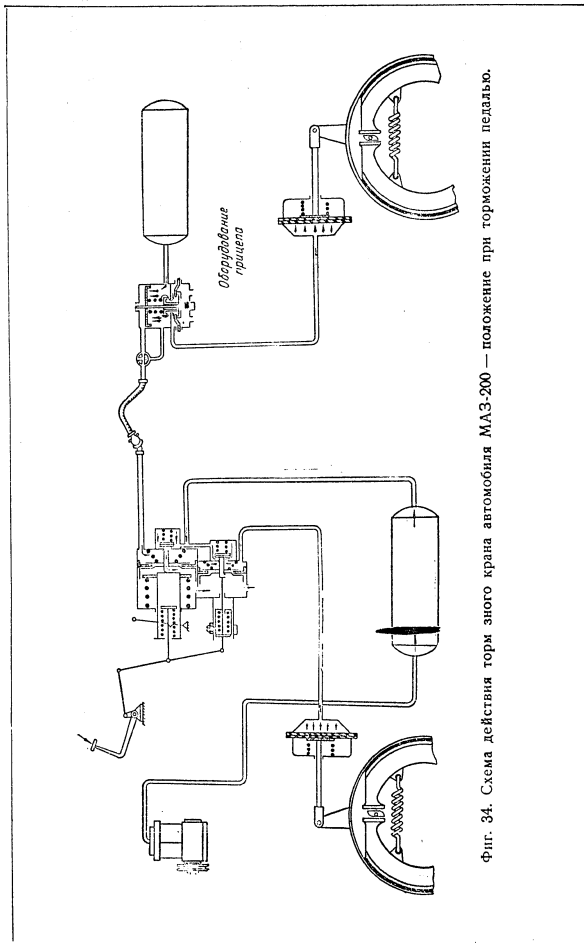 Оборудование
прицепа
Фиг. 34. Схема действия торм зного крана автомобиля МАЗ-200 — положение при торможении педалью.